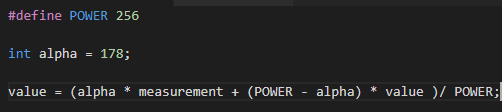 #define POWER 256
int alpha = 178;
value = (alpha * measurement + (POWER - alpha) * value )/ POWER;